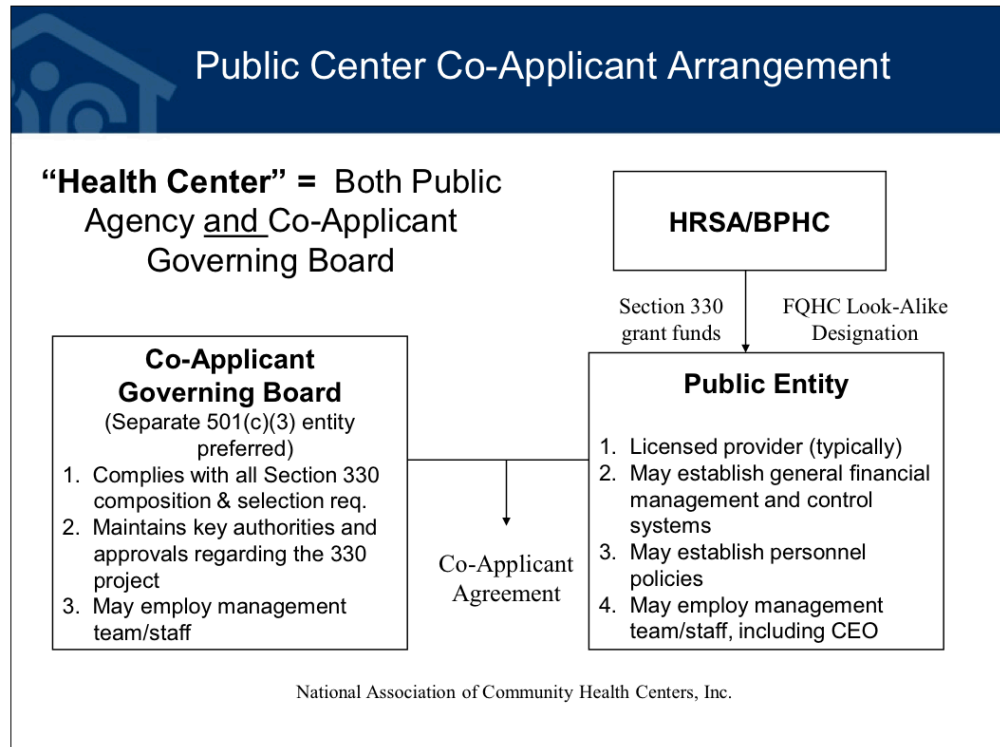 Public Center Co-Applicant Arrangement
“Health Center” = Both Public
Agency and Co-Applicant
Governing Board
HRSA/BPHC
Section 330
grant funds
FQHC Look-Alike
Designation
Co-Applicant
Governing Board
(Separate 501(c)(3) entity
preferred)
1. Complies with all Section 330
composition & selection req.
2. Maintains key authorities and
approvals regarding the 330
project
3. May employ management
team/staff
Co-Applicant
Agreement
Public Entity
1. Licensed provider (typically)
2. May establish general financial
management and control
systems
3. May establish personnel
policies
4. May employ management
team/staff, including CEO
National Association of Community Health Centers, Inc.